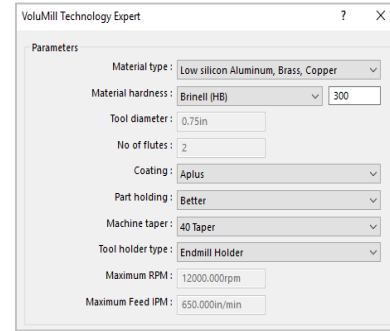 VoluMill Technology Expert ? X
Parameters
Material type : Low silicon Aluminum, Brass, Copper
Material hardness : Brinell (HB) 300
Tool diameter : 0.75in
No of flutes : 2
Coating : Aplus
Part holding : Better
Machine taper : 40 Taper
Tool holder type : Endmill Holder
Maximum RPM : 12000.000rpm
Maximum Feed IPM : 650.000in/min